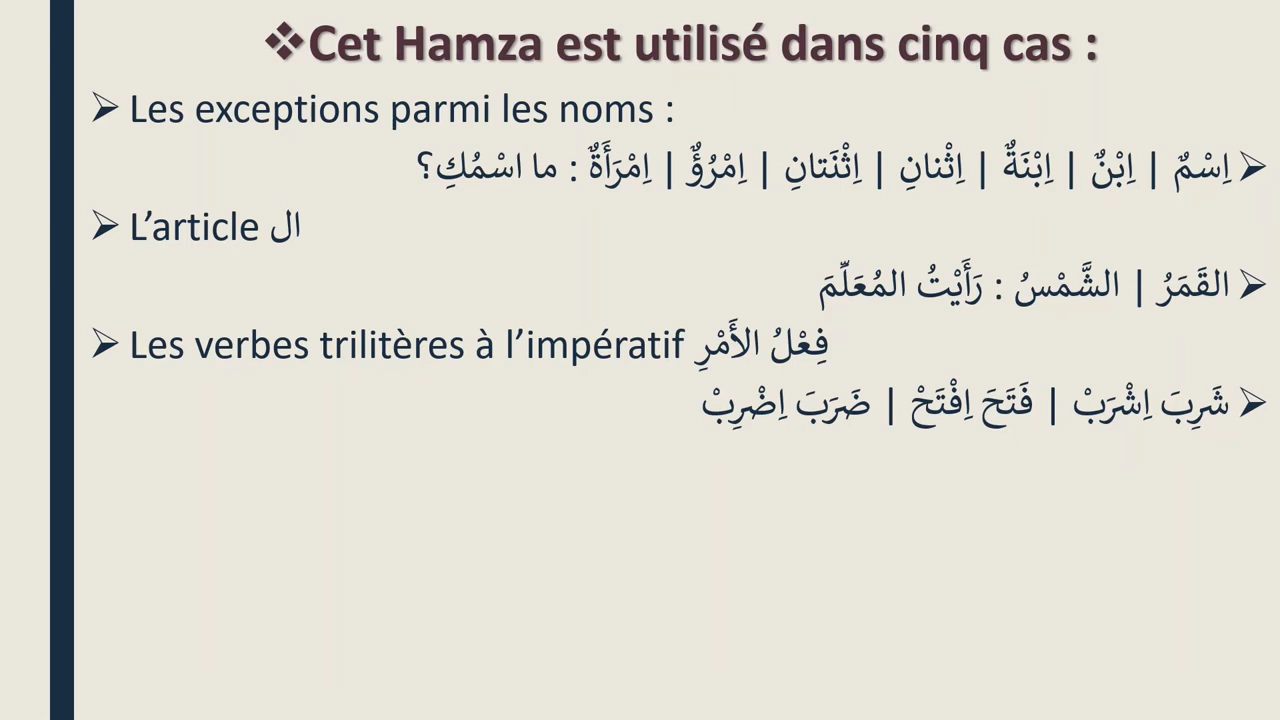 ❖Cet Hamza est utilisé dans cinq cas :
➢ Les exceptions parmi les noms :
➢ اِسْمٌ | اِبْنٌ | اِبْنَةٌ | اِثْنانِ | اِثْنَتانِ | اِمْرُؤٌ | اِمْرَأَةٌ : ما اسْمُكِ؟
➢ L’article ال
➢ القَمَرُ | الشَّمْسُ : رَأَيْتُ المُعَلِّمَ
➢ Les verbes trilitères à l’impératif فِعْلُ الأَمْرِ
➢ شَرِبَ اِشْرَبْ | فَتَحَ اِفْتَحْ | ضَرَبَ اِضْرِبْ